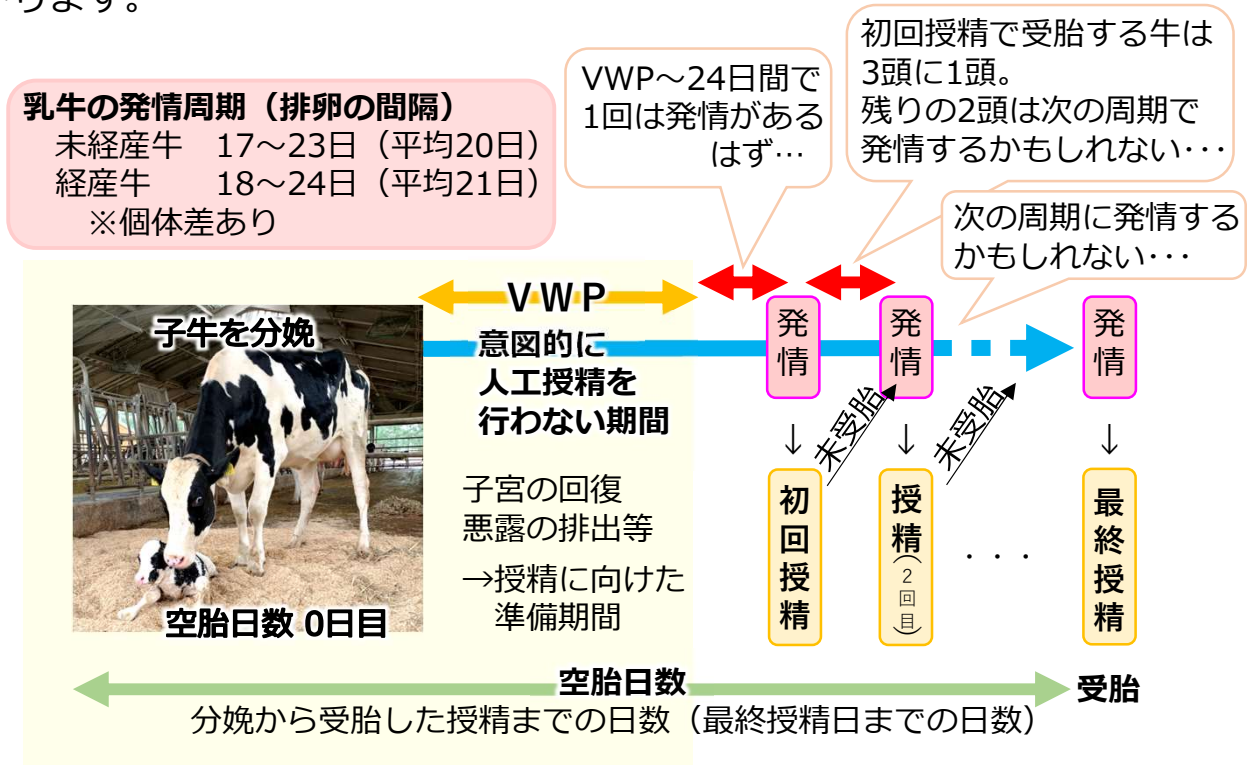 ります。
乳牛の発情周期（排卵の間隔）
未経産牛　17～23日（平均20日）
経産牛　　18～24日（平均21日）
※個体差あり
VWP～24日間で
1回は発情がある
はず…
初回授精で受胎する牛は
3頭に1頭。
残りの2頭は次の周期で
発情するかもしれない･･･
次の周期に発情する
かもしれない･･･
子牛を分娩
空胎日数 0日目
ＶＷＰ
意図的に
人工授精を
行わない期間
子宮の回復
悪露の排出等
→授精に向けた
準備期間
発情
↓
初回授精
未受胎
発情
↓
授精（2回目）
未受胎
・・・
発情
↓
最終授精
空胎日数
受胎
分娩から受胎した授精までの日数（最終授精日までの日数）